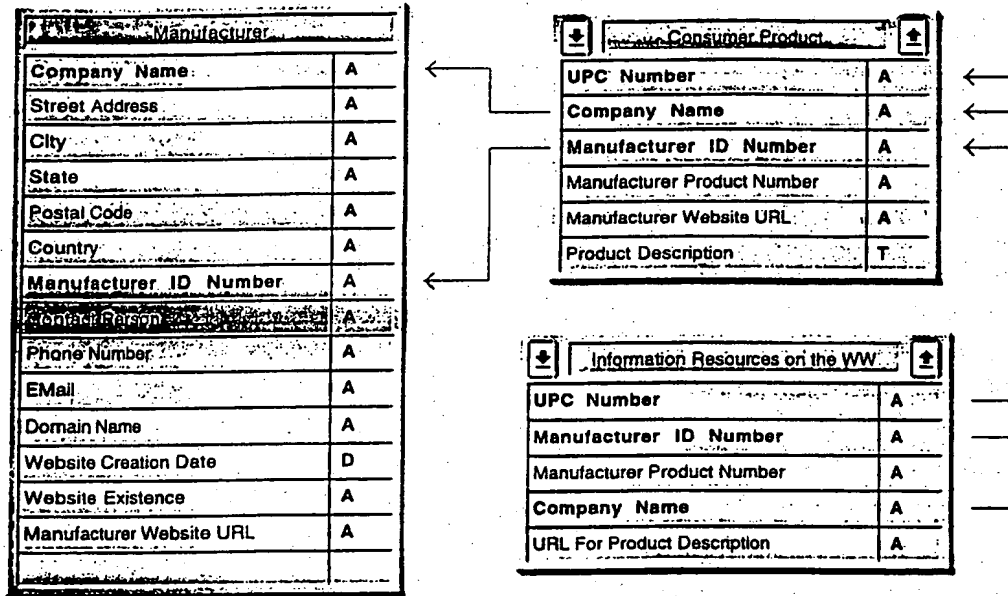 Manufacturer
Company Name A
Street Address A
City A
State A
Postal Code A
Country A
Manufacturer ID Number A
Contact Person A
Phone Number A
EMail A
Domain Name A
Website Creation Date D
Website Existence A
Manufacturer Website URL A
Consumer Product
UPC Number A
Company Name A
Manufacturer ID Number A
Manufacturer Product Number A
Manufacturer Website URL A
Product Description T
Information Resources on the WW
UPC Number A
Manufacturer ID Number A
Manufacturer Product Number A
Company Name A
URL For Product Description A